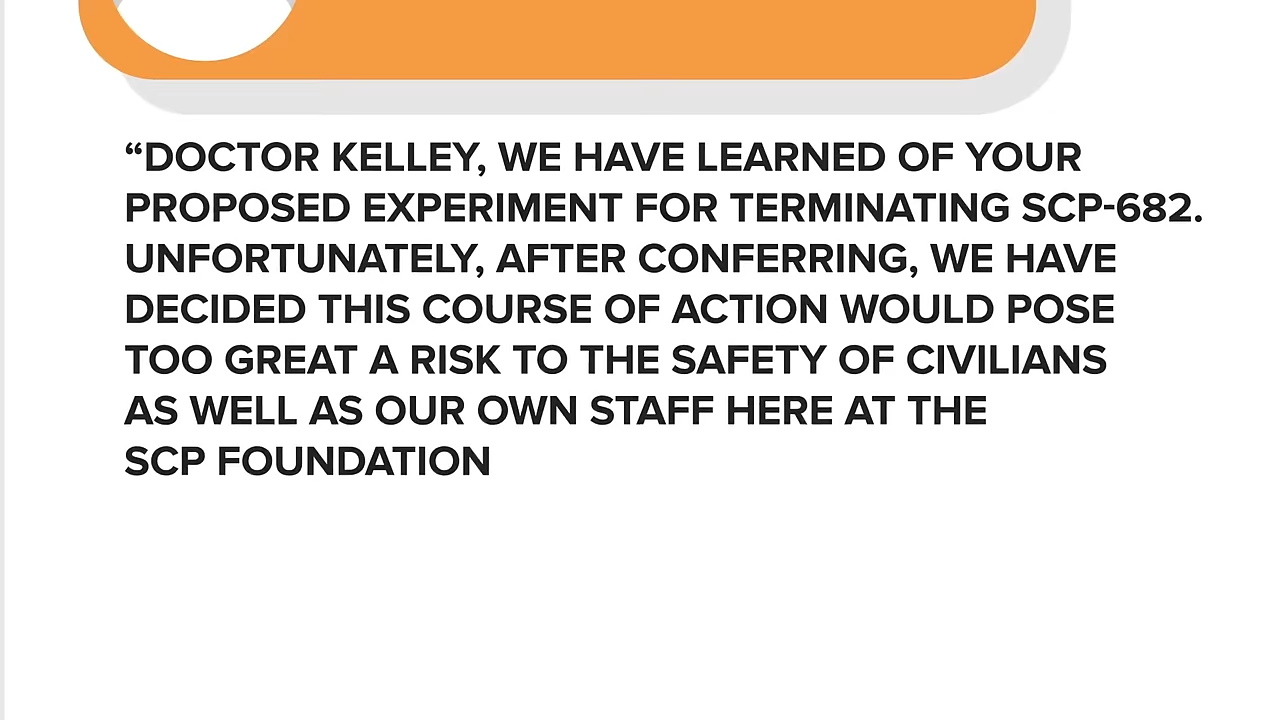 “DOCTOR KELLEY, WE HAVE LEARNED OF YOUR
PROPOSED EXPERIMENT FOR TERMINATING SCP-682.
UNFORTUNATELY, AFTER CONFERRING, WE HAVE
DECIDED THIS COURSE OF ACTION WOULD POSE
TOO GREAT A RISK TO THE SAFETY OF CIVILIANS
AS WELL AS OUR OWN STAFF HERE AT THE
SCP FOUNDATION